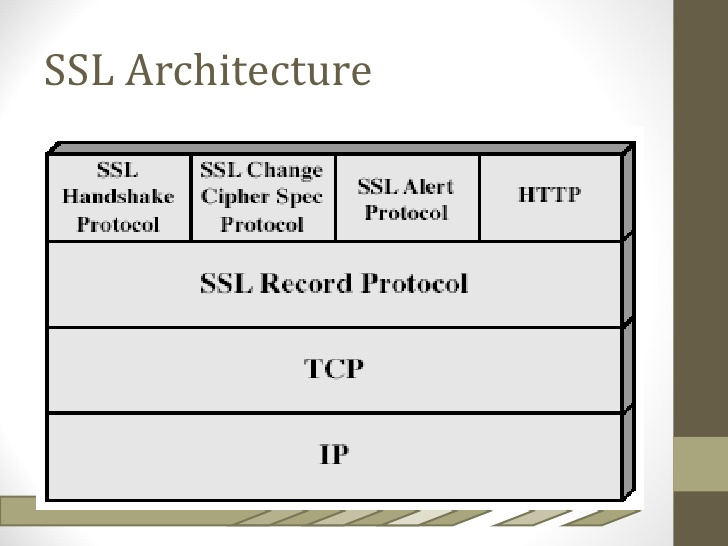 SSL Architecture
SSL
Handshake
Protocol
SSL Change
Cipher Spec
Protocol
SSL Alert
Protocol
HTTP
SSL Record Protocol
TCP
IP